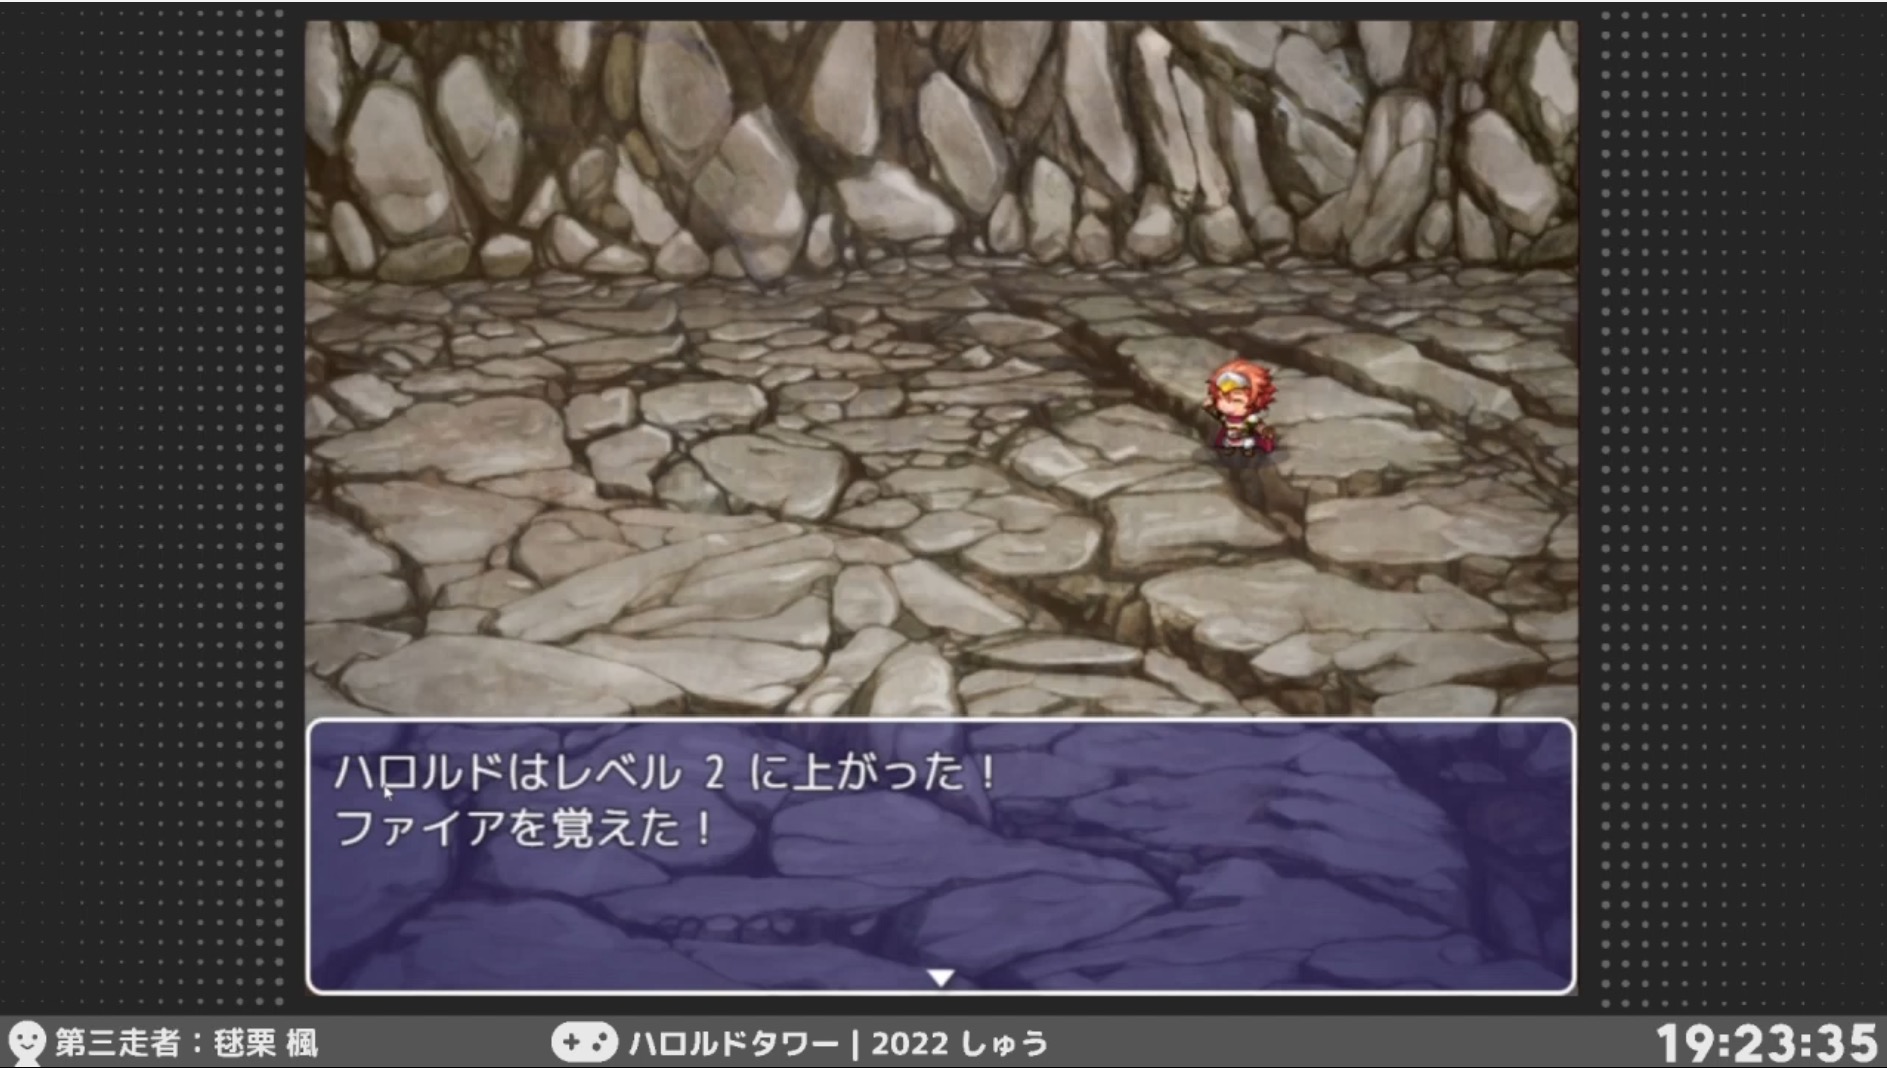 ハロルドはレベル 2 に上がった！
ファイアを覚えた！
第三走者：毬栗 楓
ハロルドタワー | 2022 しゅう
19:23:35